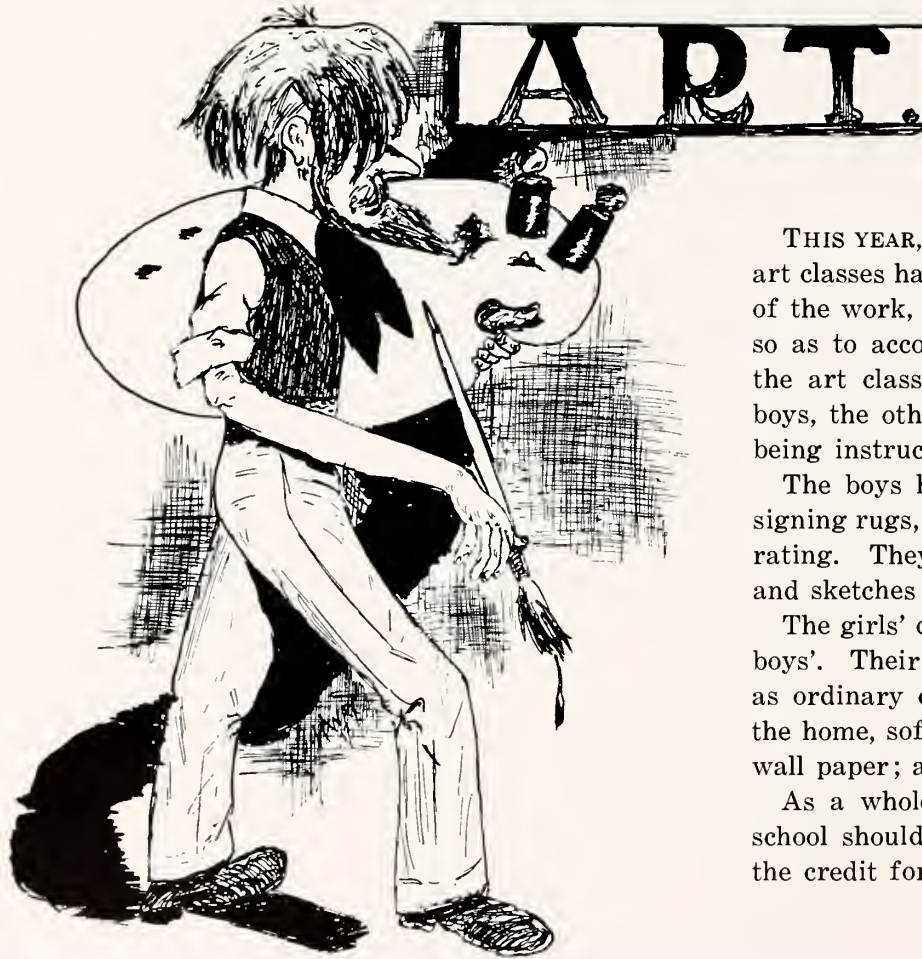 ART.
THIS YEAR,
art classes ha
of the work,
so as to acco
the art class
boys, the oth
being instruc
The boys h
signing rugs,
rating. They
and sketches
The girls' c
boys'. Their
as ordinary c
the home, sof
wall paper; a
As a whole
school should
the credit for